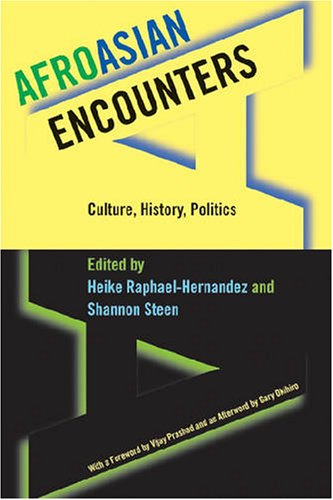 AFROASIAN
ENCOUNTERS
Culture, History, Politics
Edited by
Heike Raphael-Hernandez and
Shannon Steen
With a Foreword by Vijay Prashad and an Afterword by Gary Okihiro